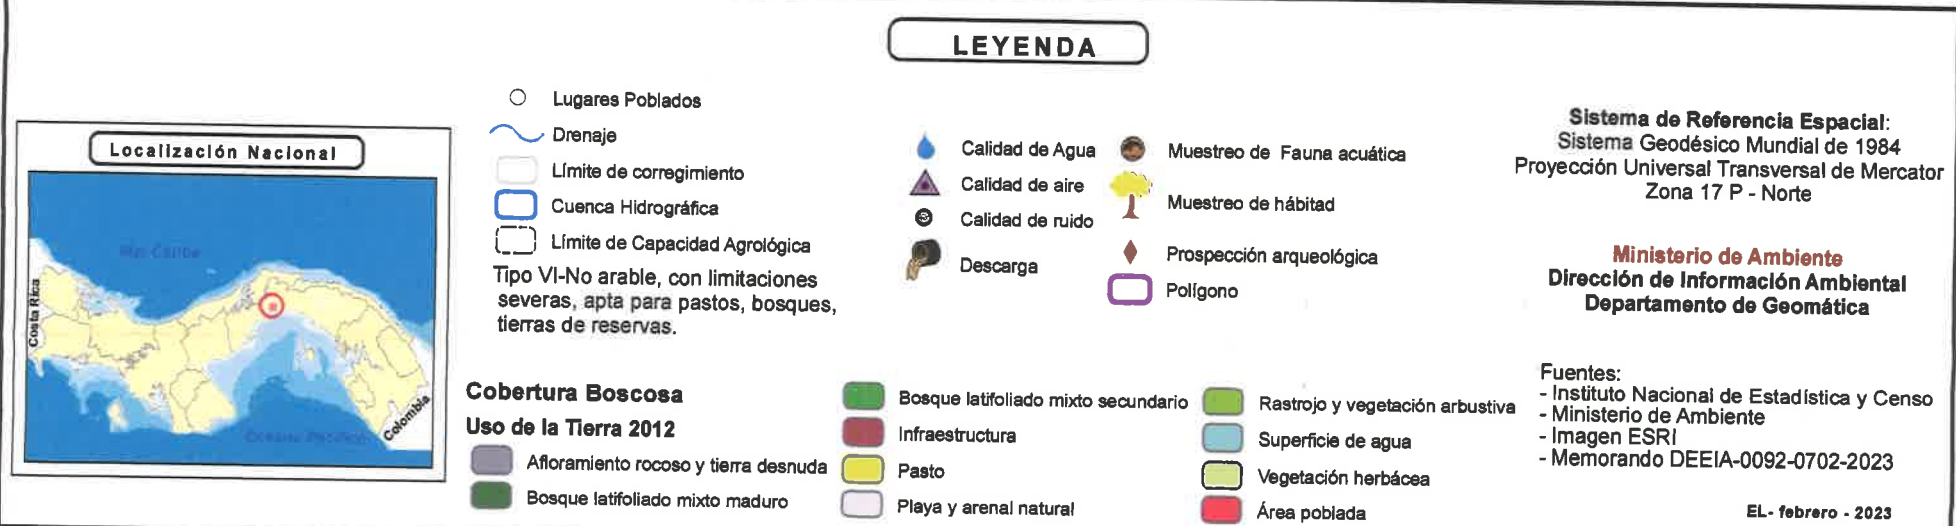 LEYENDA
Localización Nacional
Mar Caribe
Costa Rica
Colombia
Océano Pacífico
Lugares Poblados
Drenaje
Límite de corregimiento
Cuenca Hidrográfica
Límite de Capacidad Agrológica
Tipo VI-No arable, con limitaciones
severas, apta para pastos, bosques,
tierras de reservas.
Calidad de Agua
Calidad de aire
Calidad de ruido
Descarga
Muestreo de Fauna acuática
Muestreo de hábitad
Prospección arqueológica
Polígono
Cobertura Boscosa
Uso de la Tierra 2012
Afloramiento rocoso y tierra desnuda
Bosque latifoliado mixto maduro
Bosque latifoliado mixto secundario
Infraestructura
Pasto
Playa y arenal natural
Rastrojo y vegetación arbustiva
Superficie de agua
Vegetación herbácea
Área poblada
Sistema de Referencia Espacial:
Sistema Geodésico Mundial de 1984
Proyección Universal Transversal de Mercator
Zona 17 P - Norte
Ministerio de Ambiente
Dirección de Información Ambiental
Departamento de Geomática
Fuentes:
- Instituto Nacional de Estadística y Censo
- Ministerio de Ambiente
- Imagen ESRI
- Memorando DEEIA-0092-0702-2023
EL- febrero - 2023